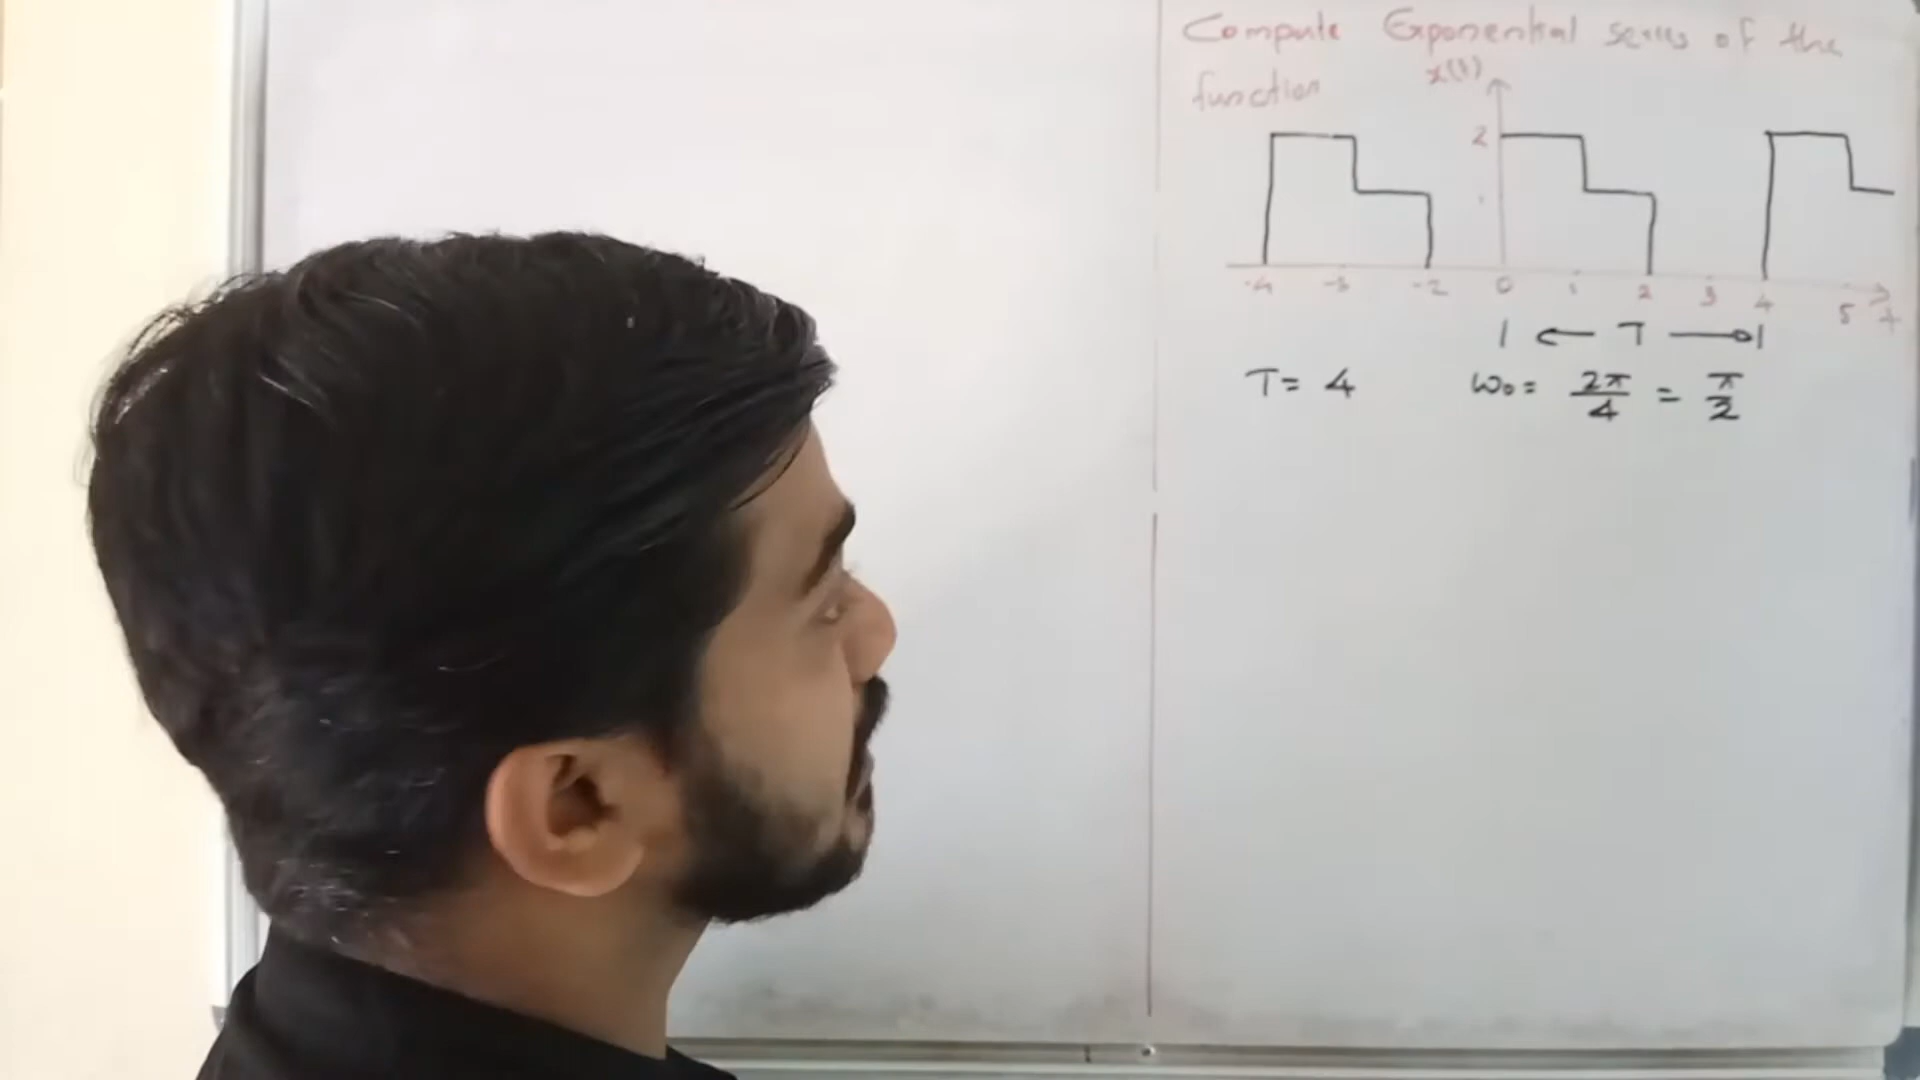 Compute Exponential series of the
function x(t)
2
1
-4 -3 -2 0 1 2 3 4 5 t
T
T = 4 ω₀ = 2π/4 = π/2